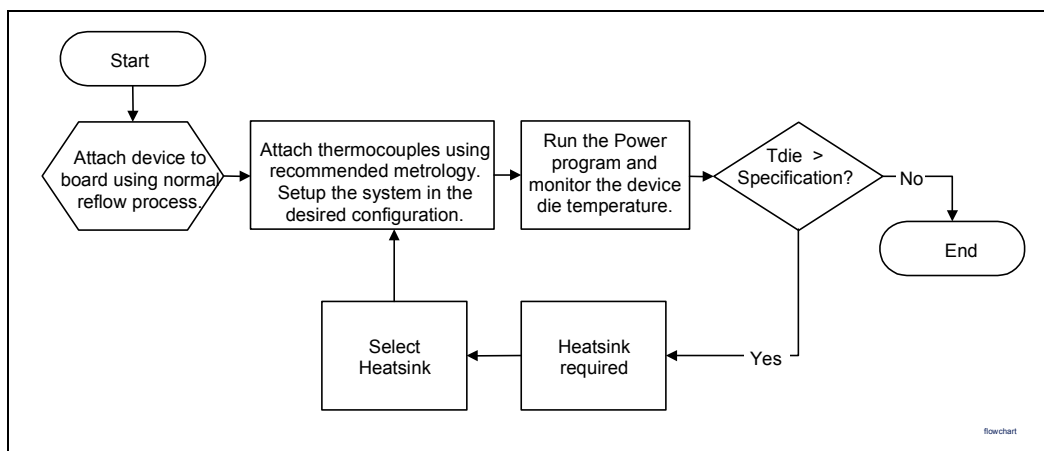 Start
Attach device to
board using normal
reflow process.
Attach thermocouples using
recommended metrology.
Setup the system in the
desired configuration.
Run the Power
program and
monitor the device
die temperature.
Tdie >
Specification?
No
End
Yes
Heatsink
required
Select
Heatsink
flowchart